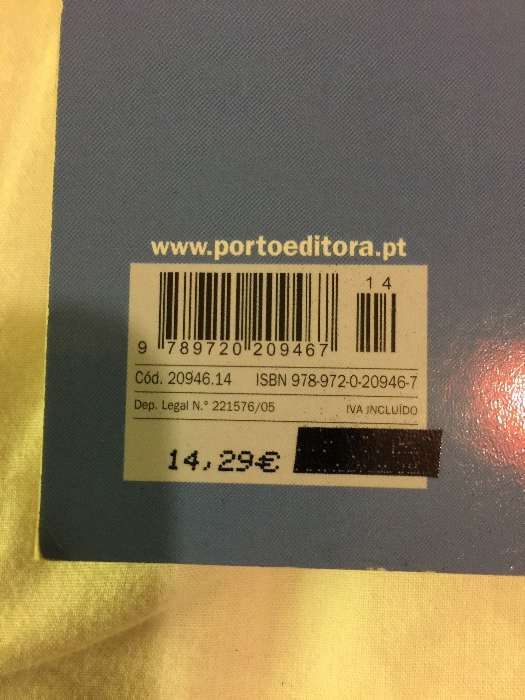 www.portoeditora.pt
14
9 789720 209467
Cód. 20946.14 ISBN 978-972-0-20946-7
Dep. Legal N.° 221576/05 IVA INCLUÍDO
14,29€